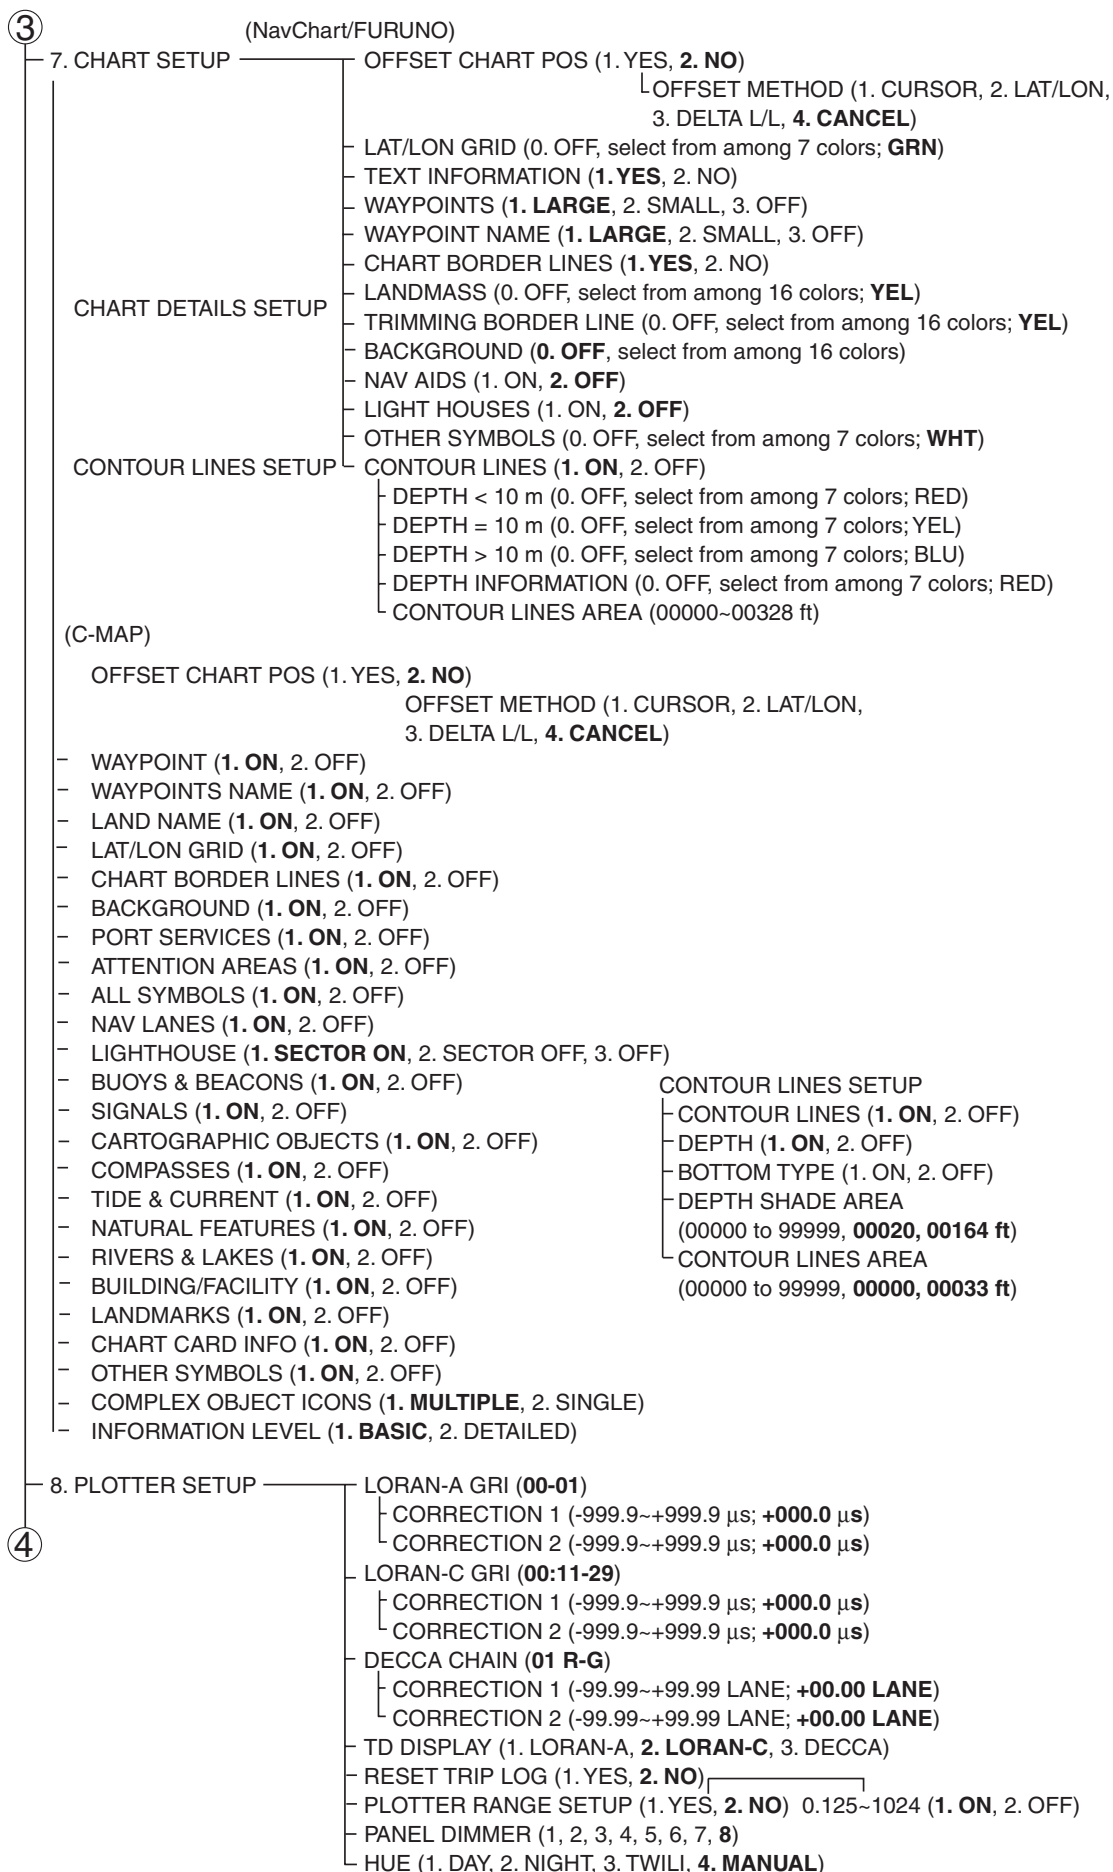 ③
(NavChart/FURUNO)
7. CHART SETUP
OFFSET CHART POS (1. YES, 2. NO)
OFFSET METHOD (1. CURSOR, 2. LAT/LON,
3. DELTA L/L, 4. CANCEL)
LAT/LON GRID (0. OFF, select from among 7 colors; GRN)
TEXT INFORMATION (1. YES, 2. NO)
WAYPOINTS (1. LARGE, 2. SMALL, 3. OFF)
WAYPOINT NAME (1. LARGE, 2. SMALL, 3. OFF)
CHART BORDER LINES (1. YES, 2. NO)
CHART DETAILS SETUP
LANDMASS (0. OFF, select from among 16 colors; YEL)
TRIMMING BORDER LINE (0. OFF, select from among 16 colors; YEL)
BACKGROUND (0. OFF, select from among 16 colors)
NAV AIDS (1. ON, 2. OFF)
LIGHT HOUSES (1. ON, 2. OFF)
OTHER SYMBOLS (0. OFF, select from among 7 colors; WHT)
CONTOUR LINES SETUP
CONTOUR LINES (1. ON, 2. OFF)
DEPTH < 10 m (0. OFF, select from among 7 colors; RED)
DEPTH = 10 m (0. OFF, select from among 7 colors; YEL)
DEPTH > 10 m (0. OFF, select from among 7 colors; BLU)
DEPTH INFORMATION (0. OFF, select from among 7 colors; RED)
CONTOUR LINES AREA (00000~00328 ft)
(C-MAP)
OFFSET CHART POS (1. YES, 2. NO)
OFFSET METHOD (1. CURSOR, 2. LAT/LON,
3. DELTA L/L, 4. CANCEL)
WAYPOINT (1. ON, 2. OFF)
WAYPOINTS NAME (1. ON, 2. OFF)
LAND NAME (1. ON, 2. OFF)
LAT/LON GRID (1. ON, 2. OFF)
CHART BORDER LINES (1. ON, 2. OFF)
BACKGROUND (1. ON, 2. OFF)
PORT SERVICES (1. ON, 2. OFF)
ATTENTION AREAS (1. ON, 2. OFF)
ALL SYMBOLS (1. ON, 2. OFF)
NAV LANES (1. ON, 2. OFF)
LIGHTHOUSE (1. SECTOR ON, 2. SECTOR OFF, 3. OFF)
BUOYS & BEACONS (1. ON, 2. OFF)
SIGNALS (1. ON, 2. OFF)
CARTOGRAPHIC OBJECTS (1. ON, 2. OFF)
COMPASSES (1. ON, 2. OFF)
TIDE & CURRENT (1. ON, 2. OFF)
NATURAL FEATURES (1. ON, 2. OFF)
RIVERS & LAKES (1. ON, 2. OFF)
BUILDING/FACILITY (1. ON, 2. OFF)
LANDMARKS (1. ON, 2. OFF)
CHART CARD INFO (1. ON, 2. OFF)
OTHER SYMBOLS (1. ON, 2. OFF)
COMPLEX OBJECT ICONS (1. MULTIPLE, 2. SINGLE)
INFORMATION LEVEL (1. BASIC, 2. DETAILED)
CONTOUR LINES SETUP
CONTOUR LINES (1. ON, 2. OFF)
DEPTH (1. ON, 2. OFF)
BOTTOM TYPE (1. ON, 2. OFF)
DEPTH SHADE AREA
(00000 to 99999, 00020, 00164 ft)
CONTOUR LINES AREA
(00000 to 99999, 00000, 00033 ft)
8. PLOTTER SETUP
LORAN-A GRI (00-01)
CORRECTION 1 (-999.9~+999.9 µs; +000.0 µs)
CORRECTION 2 (-999.9~+999.9 µs; +000.0 µs)
④
LORAN-C GRI (00:11-29)
CORRECTION 1 (-999.9~+999.9 µs; +000.0 µs)
CORRECTION 2 (-999.9~+999.9 µs; +000.0 µs)
DECCA CHAIN (01 R-G)
CORRECTION 1 (-99.99~+99.99 LANE; +00.00 LANE)
CORRECTION 2 (-99.99~+99.99 LANE; +00.00 LANE)
TD DISPLAY (1. LORAN-A, 2. LORAN-C, 3. DECCA)
RESET TRIP LOG (1. YES, 2. NO)
PLOTTER RANGE SETUP (1. YES, 2. NO) 0.125~1024 (1. ON, 2. OFF)
PANEL DIMMER (1, 2, 3, 4, 5, 6, 7, 8)
HUE (1. DAY, 2. NIGHT, 3. TWILI, 4. MANUAL)